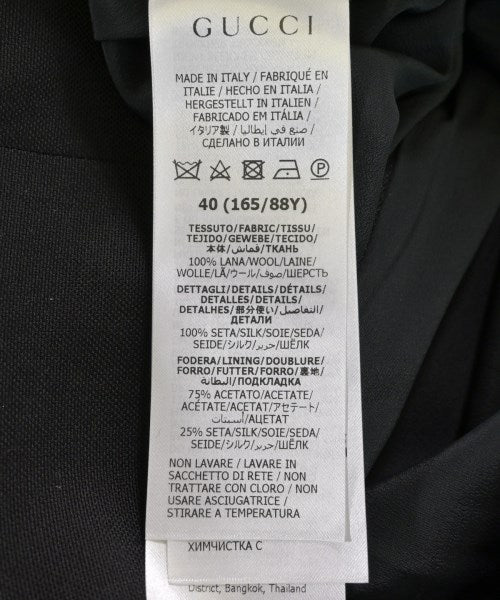 GUCCI
MADE IN ITALY / FABRIQUÉ EN
ITALIE / HECHO EN ITALIA /
HERGESTELLT IN ITALIEN /
FABRICADO EM ITÁLIA /
イタリア製 / صنع في إيطاليا /
СДЕЛАНО В ИТАЛИИ
P
40 (165/88Y)
TESSUTO/FABRIC/TISSU/
TEJIDO/GEWEBE/TECIDO/
本体/قماش/ТКАНЬ
100% LANA/WOOL/LAINE/
WOLLE/LÃ/ウール/صوف/ШЕРСТЬ
DETTAGLI/DETAILS/DÉTAILS/
DETALLES/DETAILS/
DETALHES/部分使い/التفاصيل/
ДЕТАЛИ
100% SETA/SILK/SOIE/SEDA/
SEIDE/シルク/حرير/ШЁЛК
FODERA/LINING/DOUBLURE/
FORRO/FUTTER/FORRO/裏地/
البطانة/ПОДКЛАДКА
75% ACETATO/ACETATE/
ACÉTATE/ACETAT/アセテート/
أسيتات/АЦЕТАТ
25% SETA/SILK/SOIE/SEDA/
SEIDE/シルク/حرير/ШЁЛК
NON LAVARE / LAVARE IN
SACCHETTO DI RETE / NON
TRATTARE CON CLORO / NON
USARE ASCIUGATRICE /
STIRARE A TEMPERATURA
ХИМЧИСТКА С
District, Bangkok, Thailand